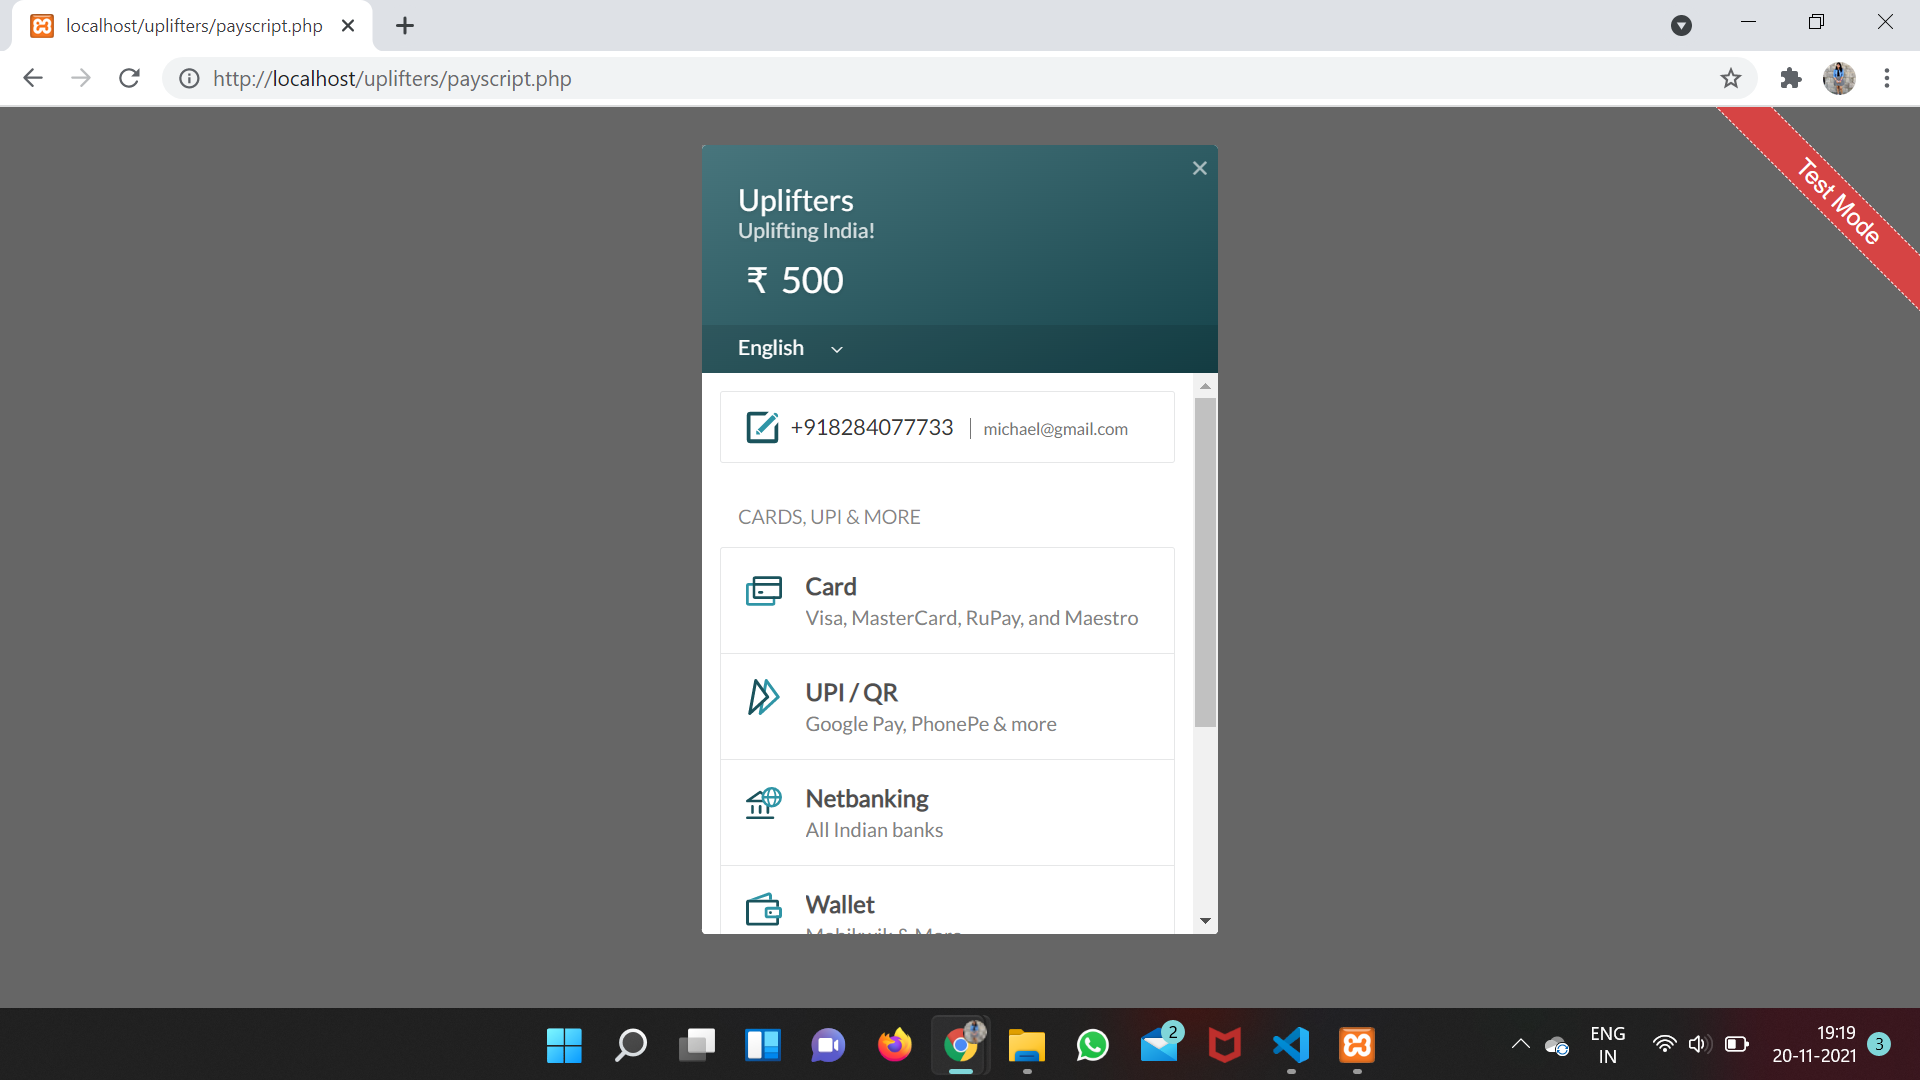 localhost/uplifters/payscript.php
http://localhost/uplifters/payscript.php
Test Mode
Uplifters
Uplifting India!
₹ 500
English
+918284077733 | michael@gmail.com
CARDS, UPI & MORE
Card
Visa, MasterCard, RuPay, and Maestro
UPI / QR
Google Pay, PhonePe & more
Netbanking
All Indian banks
Wallet
Mobikwik & More
2
ENG
IN
19:19
20-11-2021
3